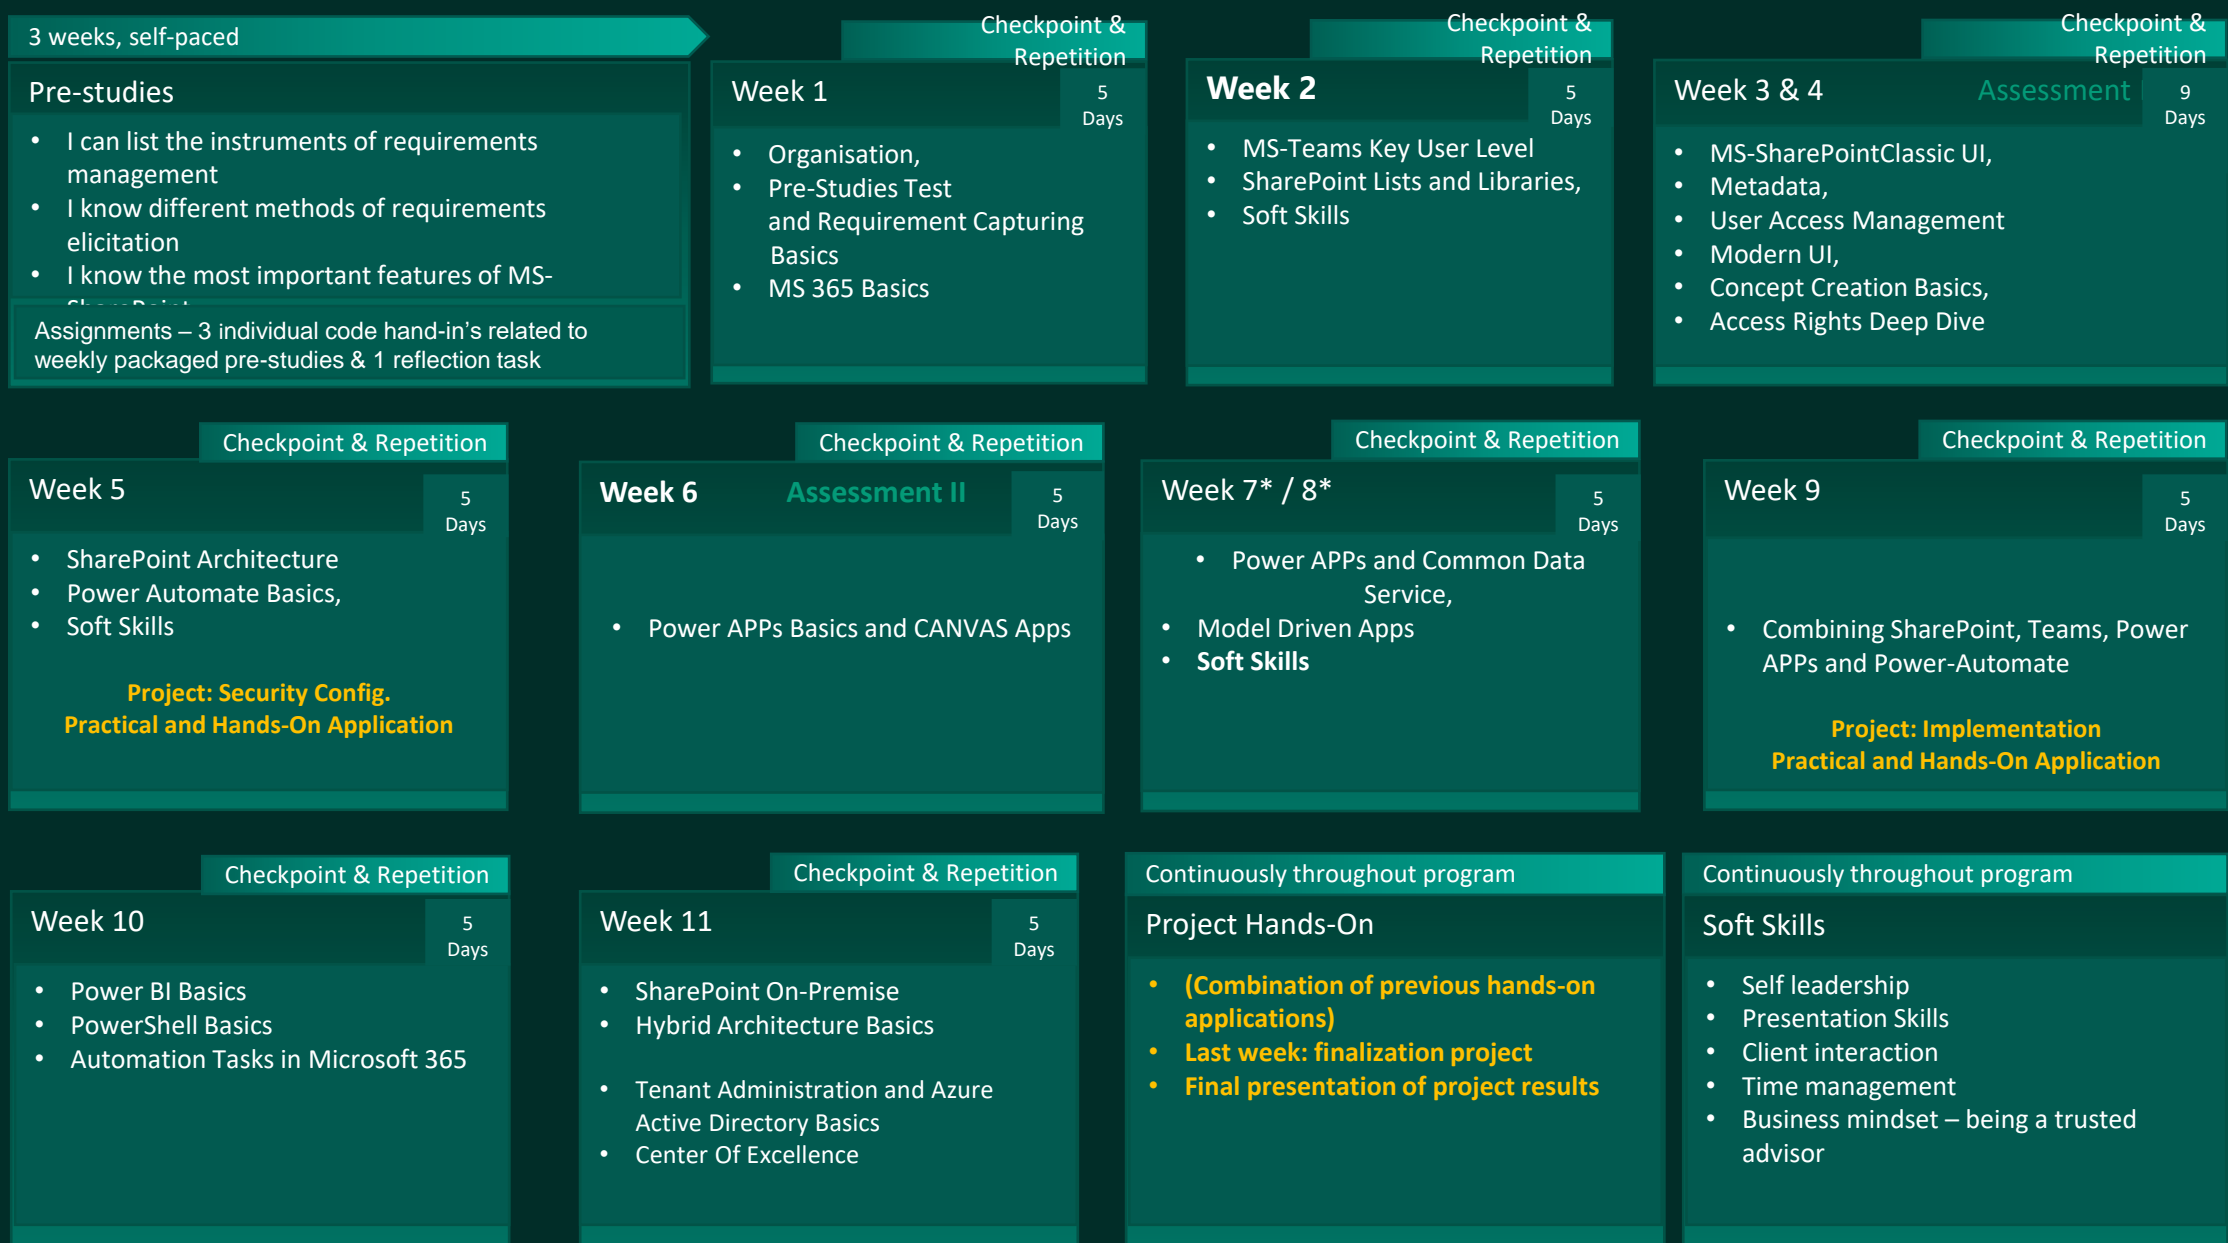 3 weeks, self-paced
Pre-studies
• I can list the instruments of requirements
management
• I know different methods of requirements
elicitation
• I know the most important features of MS-
SharePoint
Assignments – 3 individual code hand-in's related to
weekly packaged pre-studies & 1 reflection task
Checkpoint &
Repetition
Week 1
5
Days
• Organisation,
• Pre-Studies Test
and Requirement Capturing
Basics
• MS 365 Basics
Checkpoint &
Repetition
Week 2
5
Days
• MS-Teams Key User Level
• SharePoint Lists and Libraries,
• Soft Skills
Checkpoint &
Repetition
Week 3 & 4
Assessment
9
Days
• MS-SharePointClassic UI,
• Metadata,
• User Access Management
• Modern UI,
• Concept Creation Basics,
• Access Rights Deep Dive
Checkpoint & Repetition
Week 5
5
Days
• SharePoint Architecture
• Power Automate Basics,
• Soft Skills
Project: Security Config.
Practical and Hands-On Application
Checkpoint & Repetition
Week 6
Assessment II
5
Days
• Power APPs Basics and CANVAS Apps
Checkpoint & Repetition
Week 7* / 8*
5
Days
• Power APPs and Common Data
Service,
• Model Driven Apps
• Soft Skills
Checkpoint & Repetition
Week 9
5
Days
• Combining SharePoint, Teams, Power
APPs and Power-Automate
Project: Implementation
Practical and Hands-On Application
Checkpoint & Repetition
Week 10
5
Days
• Power BI Basics
• PowerShell Basics
• Automation Tasks in Microsoft 365
Checkpoint & Repetition
Week 11
5
Days
• SharePoint On-Premise
• Hybrid Architecture Basics
• Tenant Administration and Azure
Active Directory Basics
• Center Of Excellence
Continuously throughout program
Project Hands-On
• (Combination of previous hands-on
applications)
• Last week: finalization project
• Final presentation of project results
Continuously throughout program
Soft Skills
• Self leadership
• Presentation Skills
• Client interaction
• Time management
• Business mindset – being a trusted
advisor